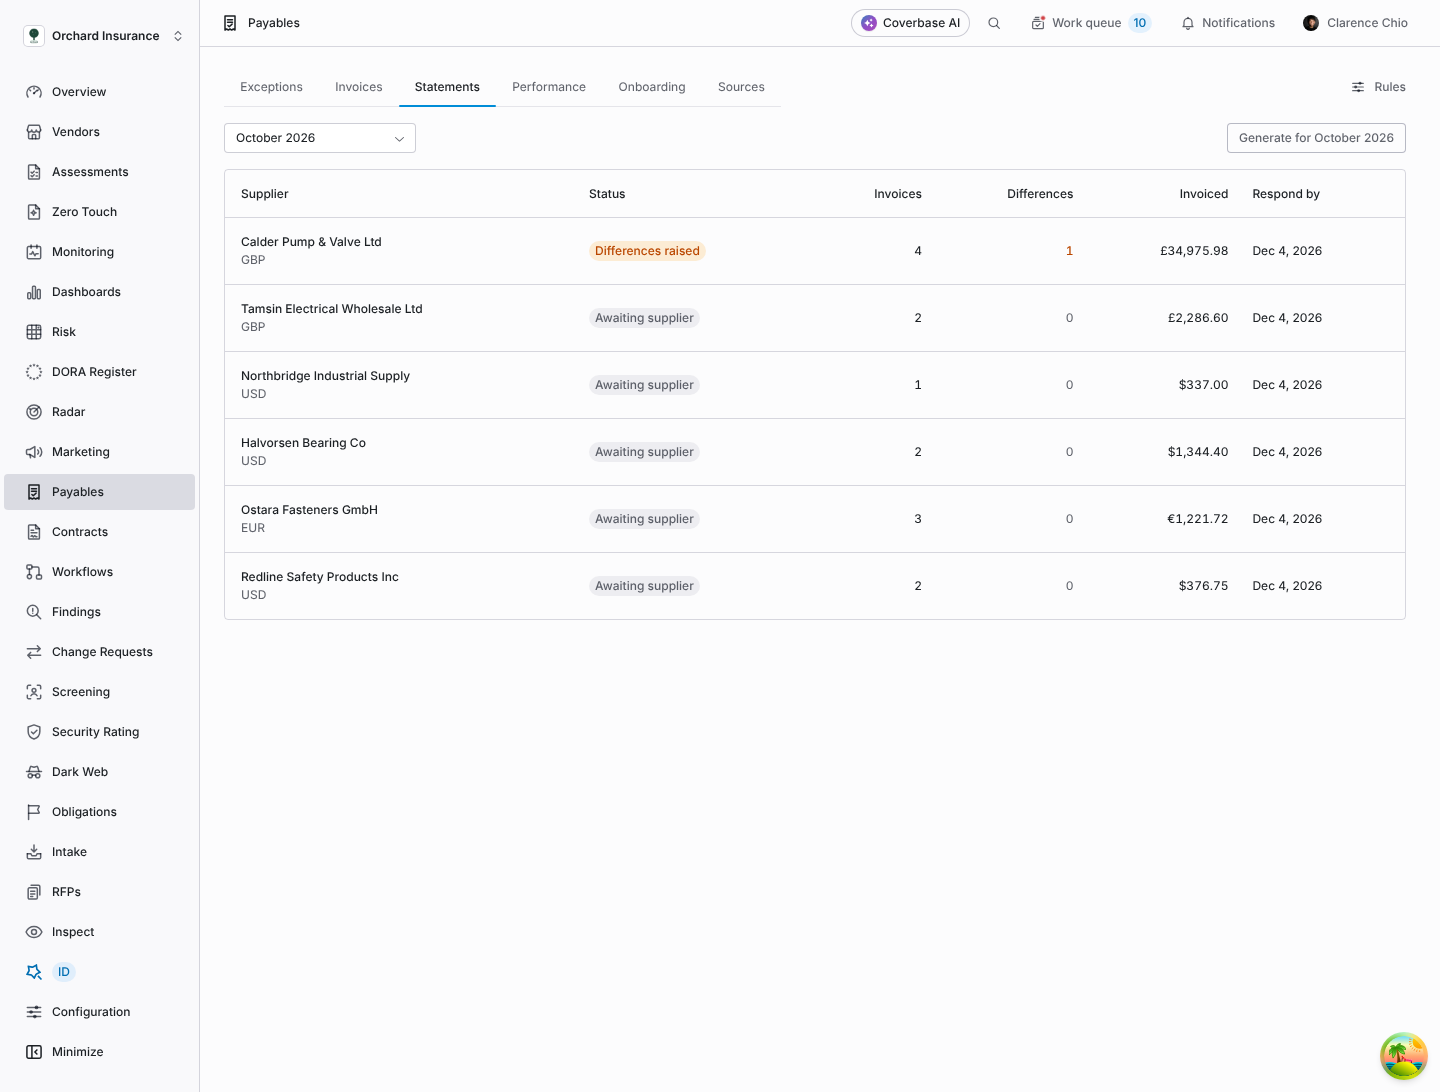 Orchard Insurance
Overview
Vendors
Assessments
Zero Touch
Monitoring
Dashboards
Risk
DORA Register
Radar
Marketing
Payables
Contracts
Workflows
Findings
Change Requests
Screening
Security Rating
Dark Web
Obligations
Intake
RFPs
Inspect
ID
Configuration
Minimize
Payables
Coverbase AI
Work queue 10
Notifications
Clarence Chio
Exceptions Invoices Statements Performance Onboarding Sources
Rules
October 2026
Generate for October 2026
Supplier Status Invoices Differences Invoiced Respond by
Calder Pump & Valve Ltd
GBP
Differences raised 4 1 £34,975.98 Dec 4, 2026
Tamsin Electrical Wholesale Ltd
GBP
Awaiting supplier 2 0 £2,286.60 Dec 4, 2026
Northbridge Industrial Supply
USD
Awaiting supplier 1 0 $337.00 Dec 4, 2026
Halvorsen Bearing Co
USD
Awaiting supplier 2 0 $1,344.40 Dec 4, 2026
Ostara Fasteners GmbH
EUR
Awaiting supplier 3 0 €1,221.72 Dec 4, 2026
Redline Safety Products Inc
USD
Awaiting supplier 2 0 $376.75 Dec 4, 2026